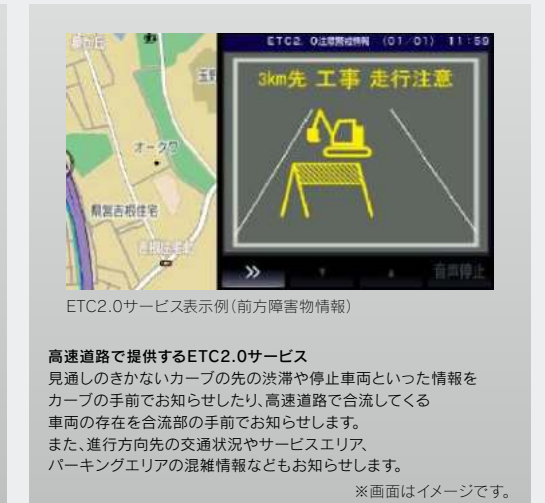 ETC2.0注意警戒情報 (01/01) 11:59
3km先 工事 走行注意
オークワ
県営吉根住宅
音声停止
ETC2.0サービス表示例(前方障害物情報)
高速道路で提供するETC2.0サービス
見通しのきかないカーブの先の渋滞や停止車両といった情報を
カーブの手前でお知らせしたり、高速道路で合流してくる
車両の存在を合流部の手前でお知らせします。
また、進行方向先の交通状況やサービスエリア、
パーキングエリアの混雑情報などもお知らせします。
※画面はイメージです。